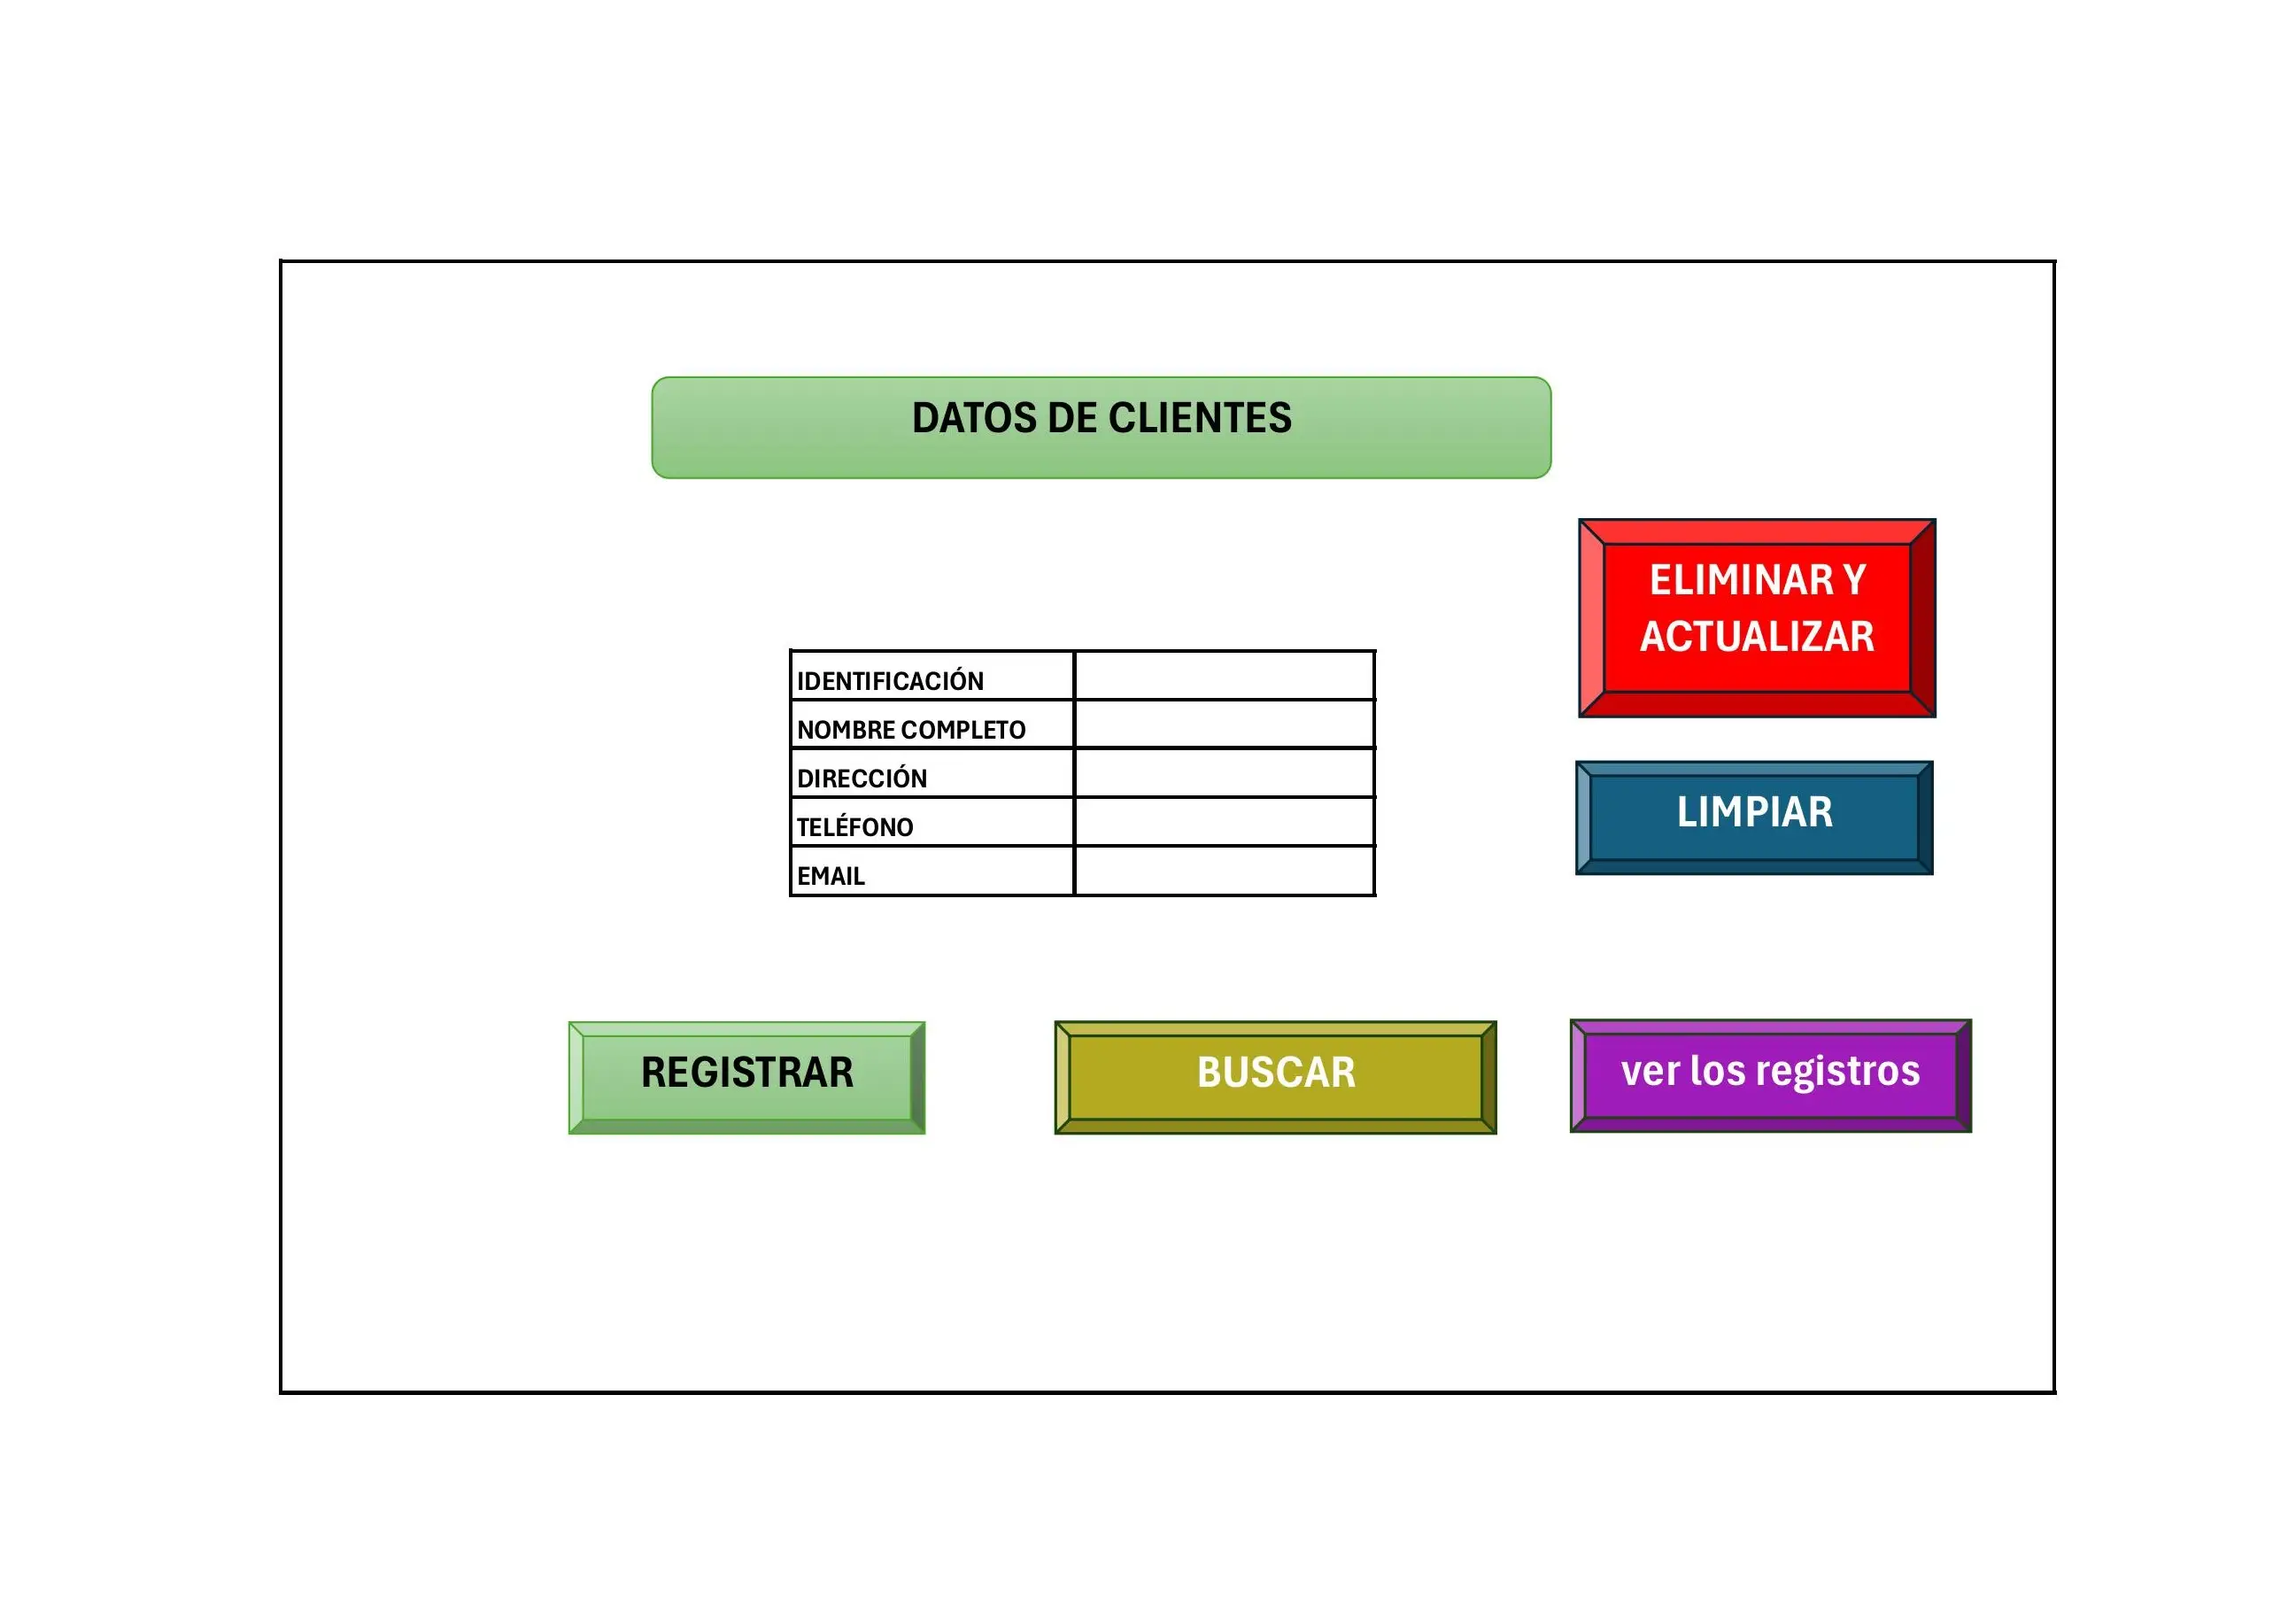 DATOS DE CLIENTES
ELIMINAR Y
ACTUALIZAR
IDENTIFICACIÓN
NOMBRE COMPLETO
DIRECCIÓN
TELÉFONO
EMAIL
LIMPIAR
REGISTRAR
BUSCAR
ver los registros